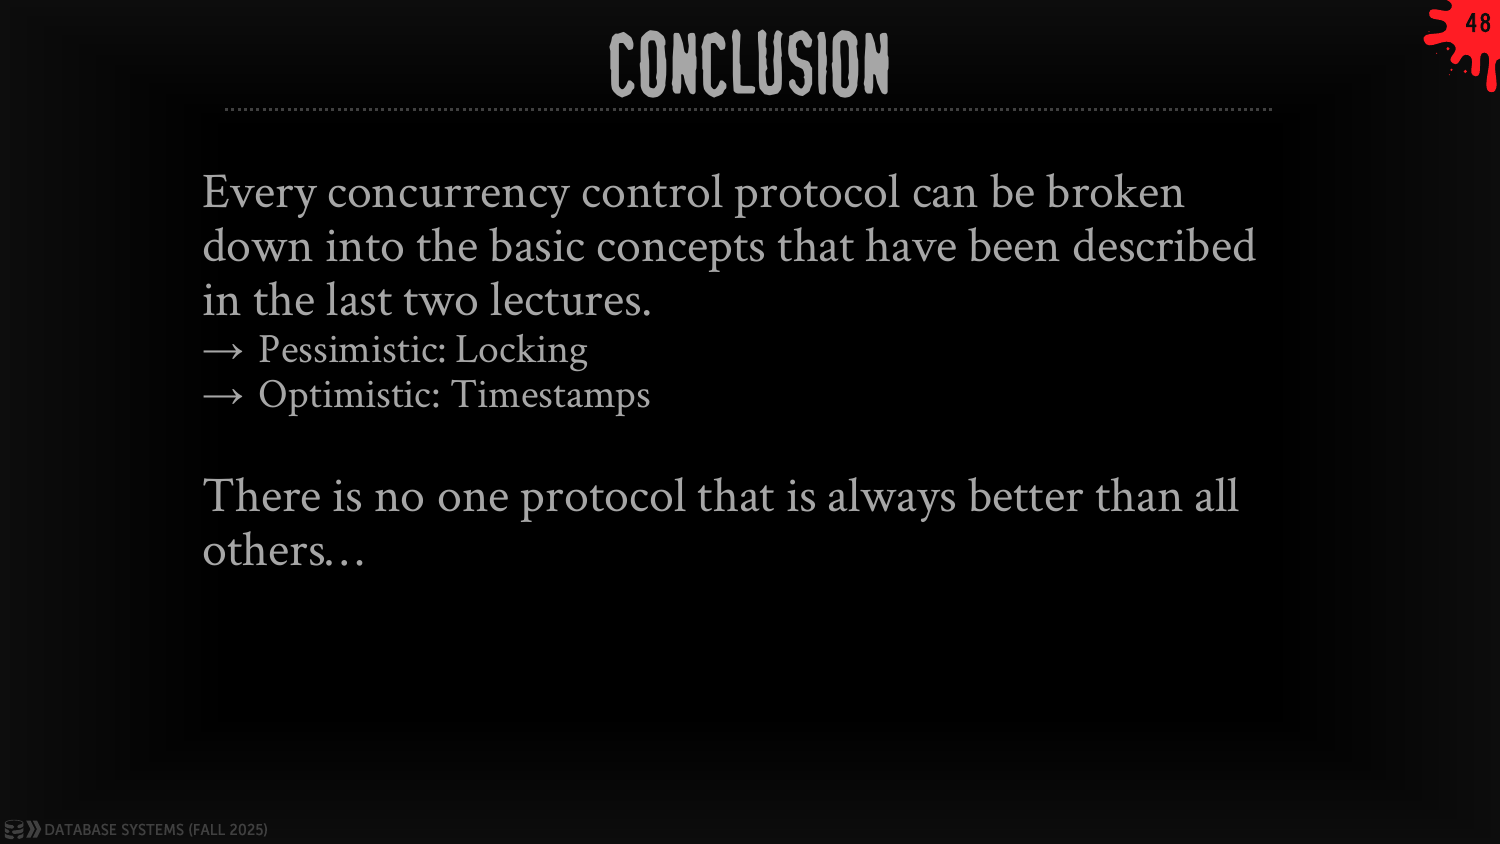 CONCLUSION
48
Every concurrency control protocol can be broken
down into the basic concepts that have been described
in the last two lectures.
→ Pessimistic: Locking
→ Optimistic: Timestamps
There is no one protocol that is always better than all
others…
DATABASE SYSTEMS (FALL 2025)